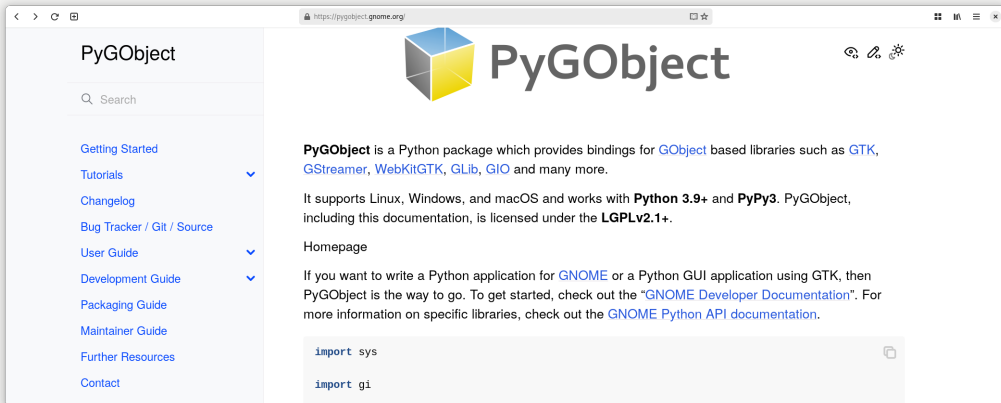 https://pygobject.gnome.org/
PyGObject
Search
Getting Started
Tutorials
Changelog
Bug Tracker / Git / Source
User Guide
Development Guide
Packaging Guide
Maintainer Guide
Further Resources
Contact
PyGObject
PyGObject is a Python package which provides bindings for GObject based libraries such as GTK,
GStreamer, WebKitGTK, GLib, GIO and many more.
It supports Linux, Windows, and macOS and works with Python 3.9+ and PyPy3. PyGObject,
including this documentation, is licensed under the LGPLv2.1+.
Homepage
If you want to write a Python application for GNOME or a Python GUI application using GTK, then
PyGObject is the way to go. To get started, check out the “GNOME Developer Documentation”. For
more information on specific libraries, check out the GNOME Python API documentation.
import sys
import gi